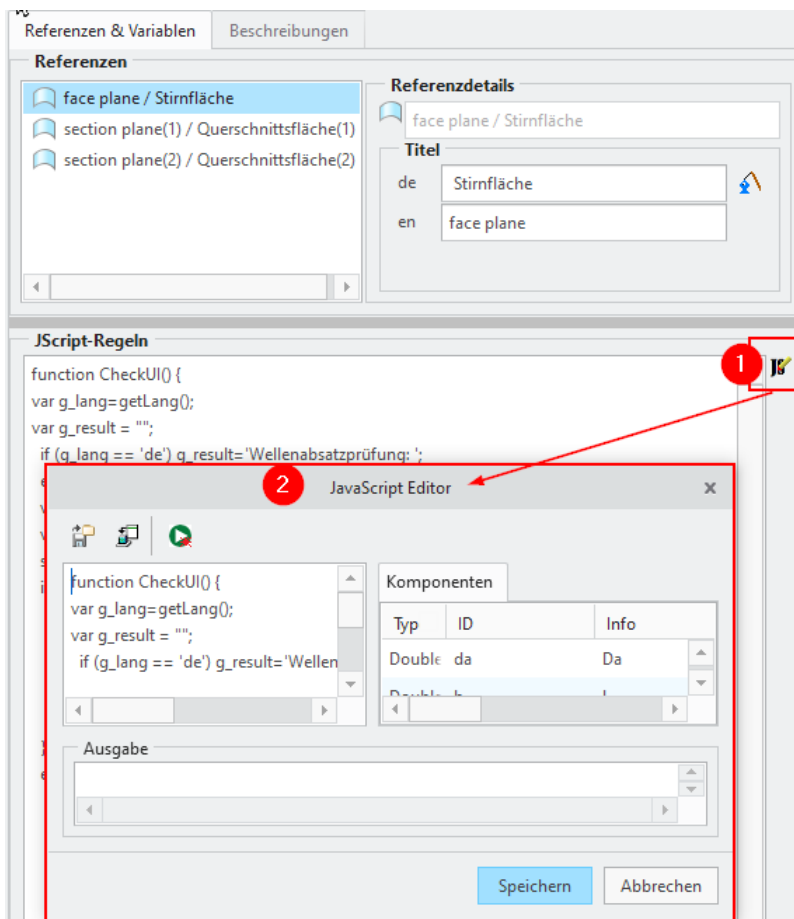 Referenzen & Variablen
Beschreibungen
Referenzen
face plane / Stirnfläche
section plane(1) / Querschnittsfläche(1)
section plane(2) / Querschnittsfläche(2)
Referenzdetails
face plane / Stirnfläche
Titel
de
Stirnfläche
en
face plane
JScript-Regeln
function CheckUI() {
var g_lang=getLang();
var g_result = "";
if (g_lang == 'de') g_result='Wellenabsatzprüfung: ';
1
2
JavaScript Editor
function CheckUI() {
var g_lang=getLang();
var g_result = "";
if (g_lang == 'de') g_result='Wellen
Komponenten
Typ ID Info
Double da Da
Ausgabe
Speichern
Abbrechen